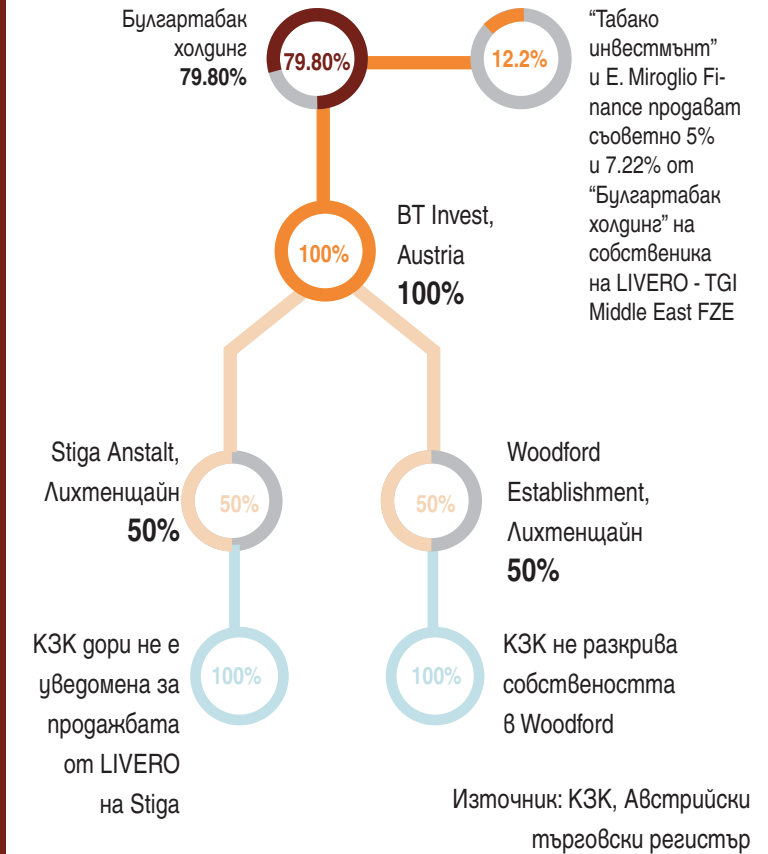 Булгартабак
холдинг
79.80%
79.80%
12.2%
“Табако
инвестмънт”
и E. Miroglio Fi-
nance продават
съоветно 5%
и 7.22% от
“Булгартабак
холдинг” на
собственика
на LIVERO - TGI
Middle East FZE
100%
BT Invest,
Austria
100%
Stiga Anstalt,
Лихтенщайн
50%
50%
50%
Woodford
Establishment,
Лихтенщайн
50%
КЗК дори не е
уведомена за
продажбата
от LIVERO
на Stiga
100%
100%
КЗК не разкрива
собствеността
в Woodford
Източник: КЗК, Австрийски
търговски регистър